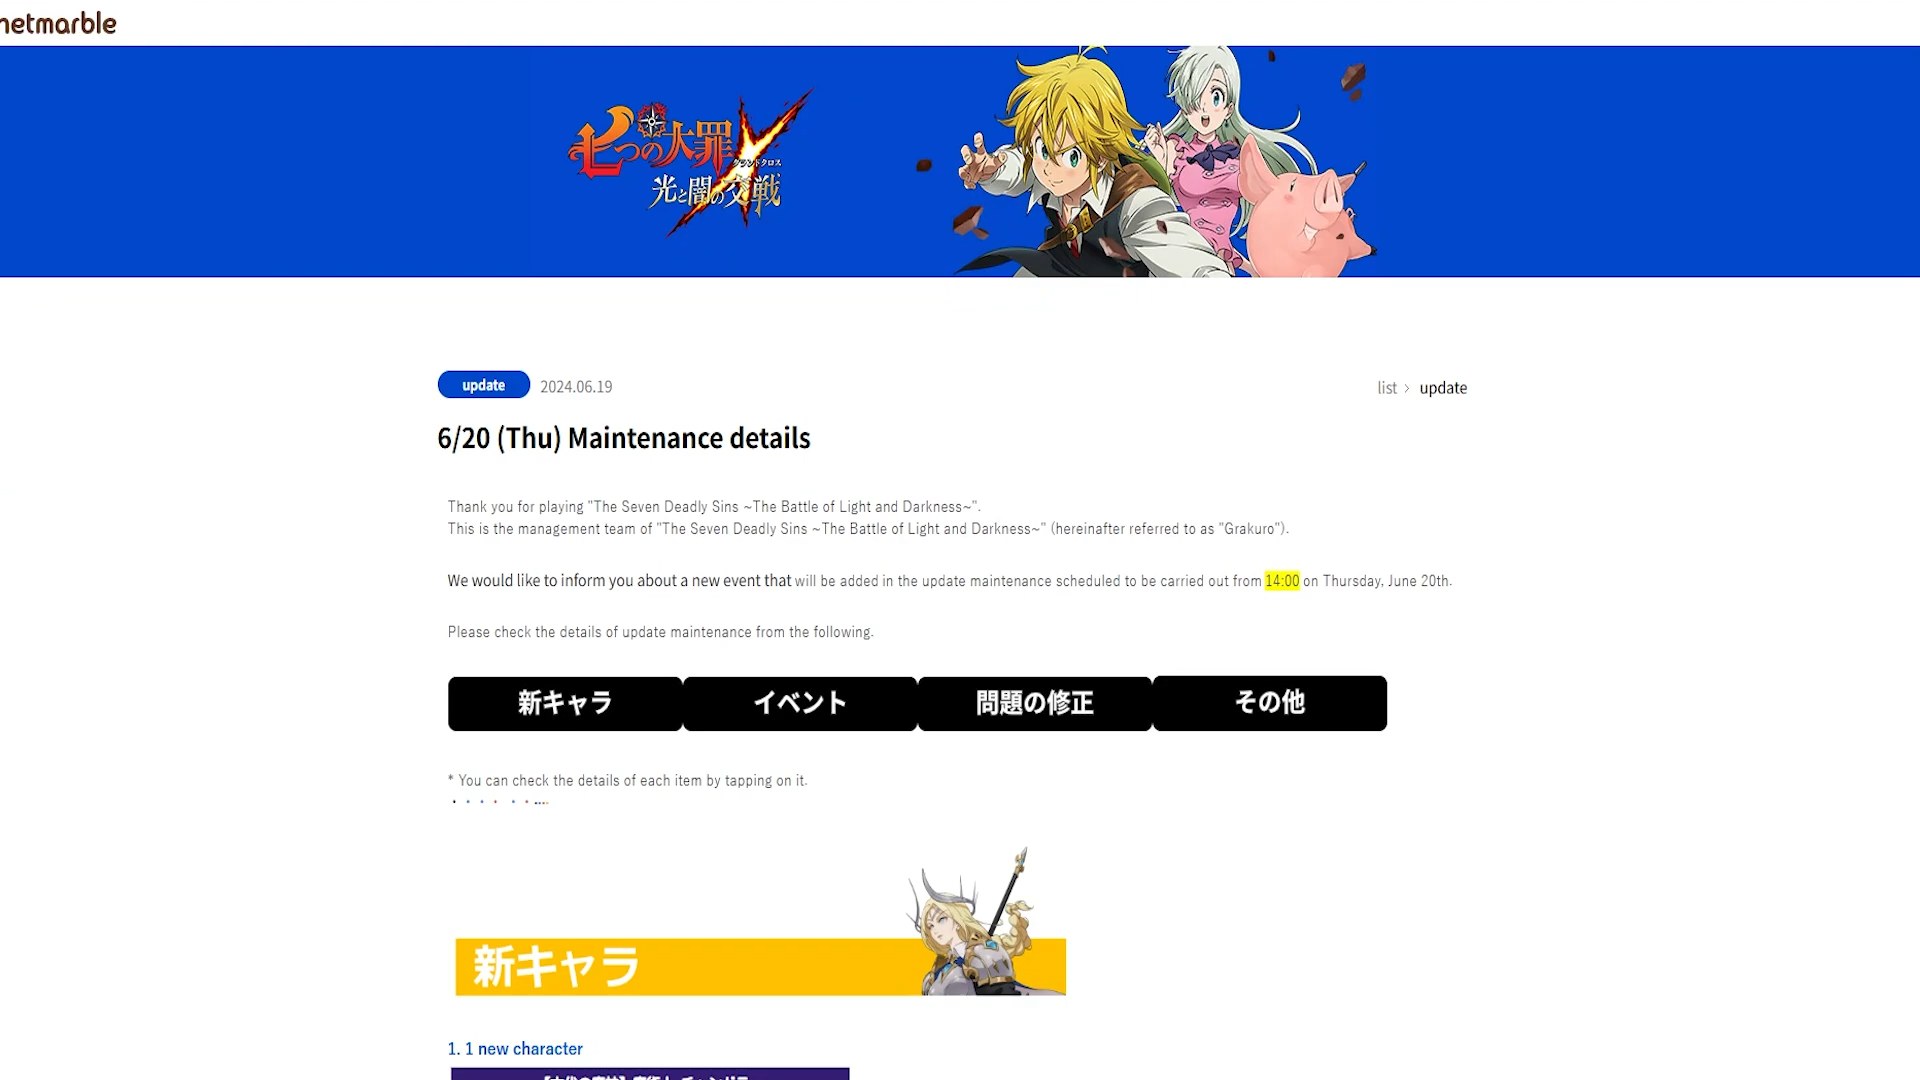 netmarble
七つの大罪
グランドクロス
光と闇の交戦
update 2024.06.19
list > update
6/20 (Thu) Maintenance details
Thank you for playing "The Seven Deadly Sins ~The Battle of Light and Darkness~".
This is the management team of "The Seven Deadly Sins ~The Battle of Light and Darkness~" (hereinafter referred to as "Grakuro").
We would like to inform you about a new event that will be added in the update maintenance scheduled to be carried out from 14:00 on Thursday, June 20th.
Please check the details of update maintenance from the following.
新キャラ イベント 問題の修正 その他
* You can check the details of each item by tapping on it.
新キャラ
1. 1 new character